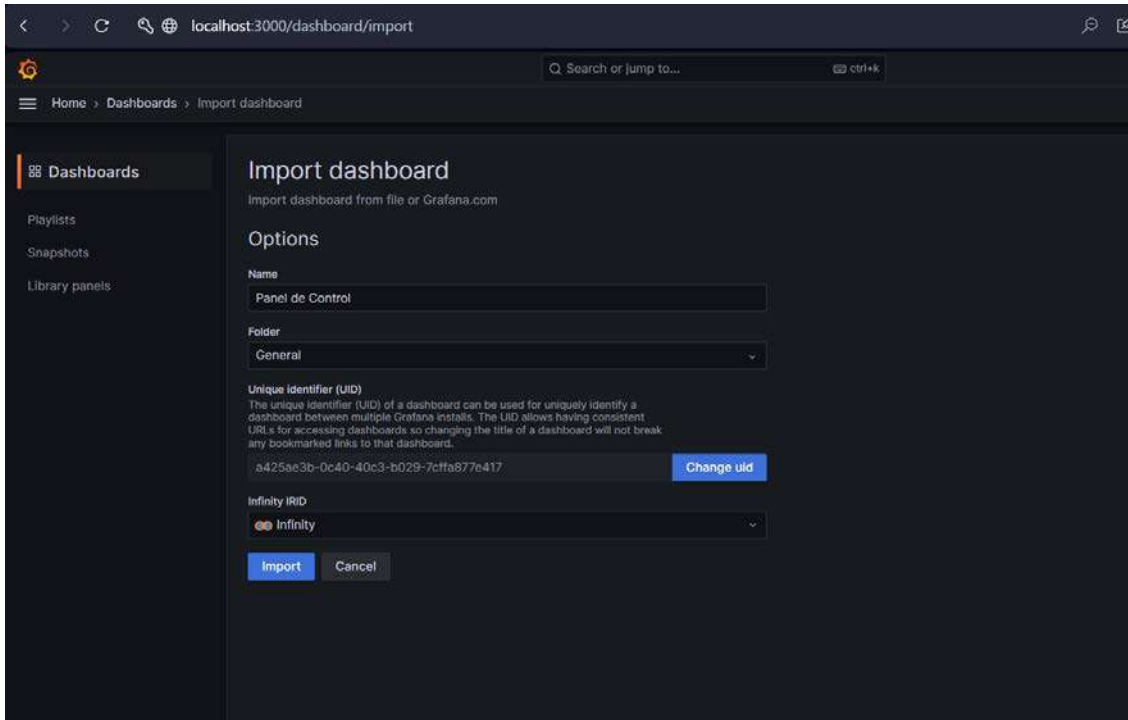 localhost:3000/dashboard/import
Search or jump to...
ctrl+k
Home › Dashboards › Import dashboard
Dashboards
Playlists
Snapshots
Library panels
Import dashboard
Import dashboard from file or Grafana.com
Options
Name
Panel de Control
Folder
General
Unique identifier (UID)
The unique identifier (UID) of a dashboard can be used for uniquely identify a
dashboard between multiple Grafana installs. The UID allows having consistent
URLs for accessing dashboards so changing the title of a dashboard will not break
any bookmarked links to that dashboard.
a425ae3b-0c40-40c3-b029-7cffa877e417
Change uid
Infinity IRID
Infinity
Import
Cancel